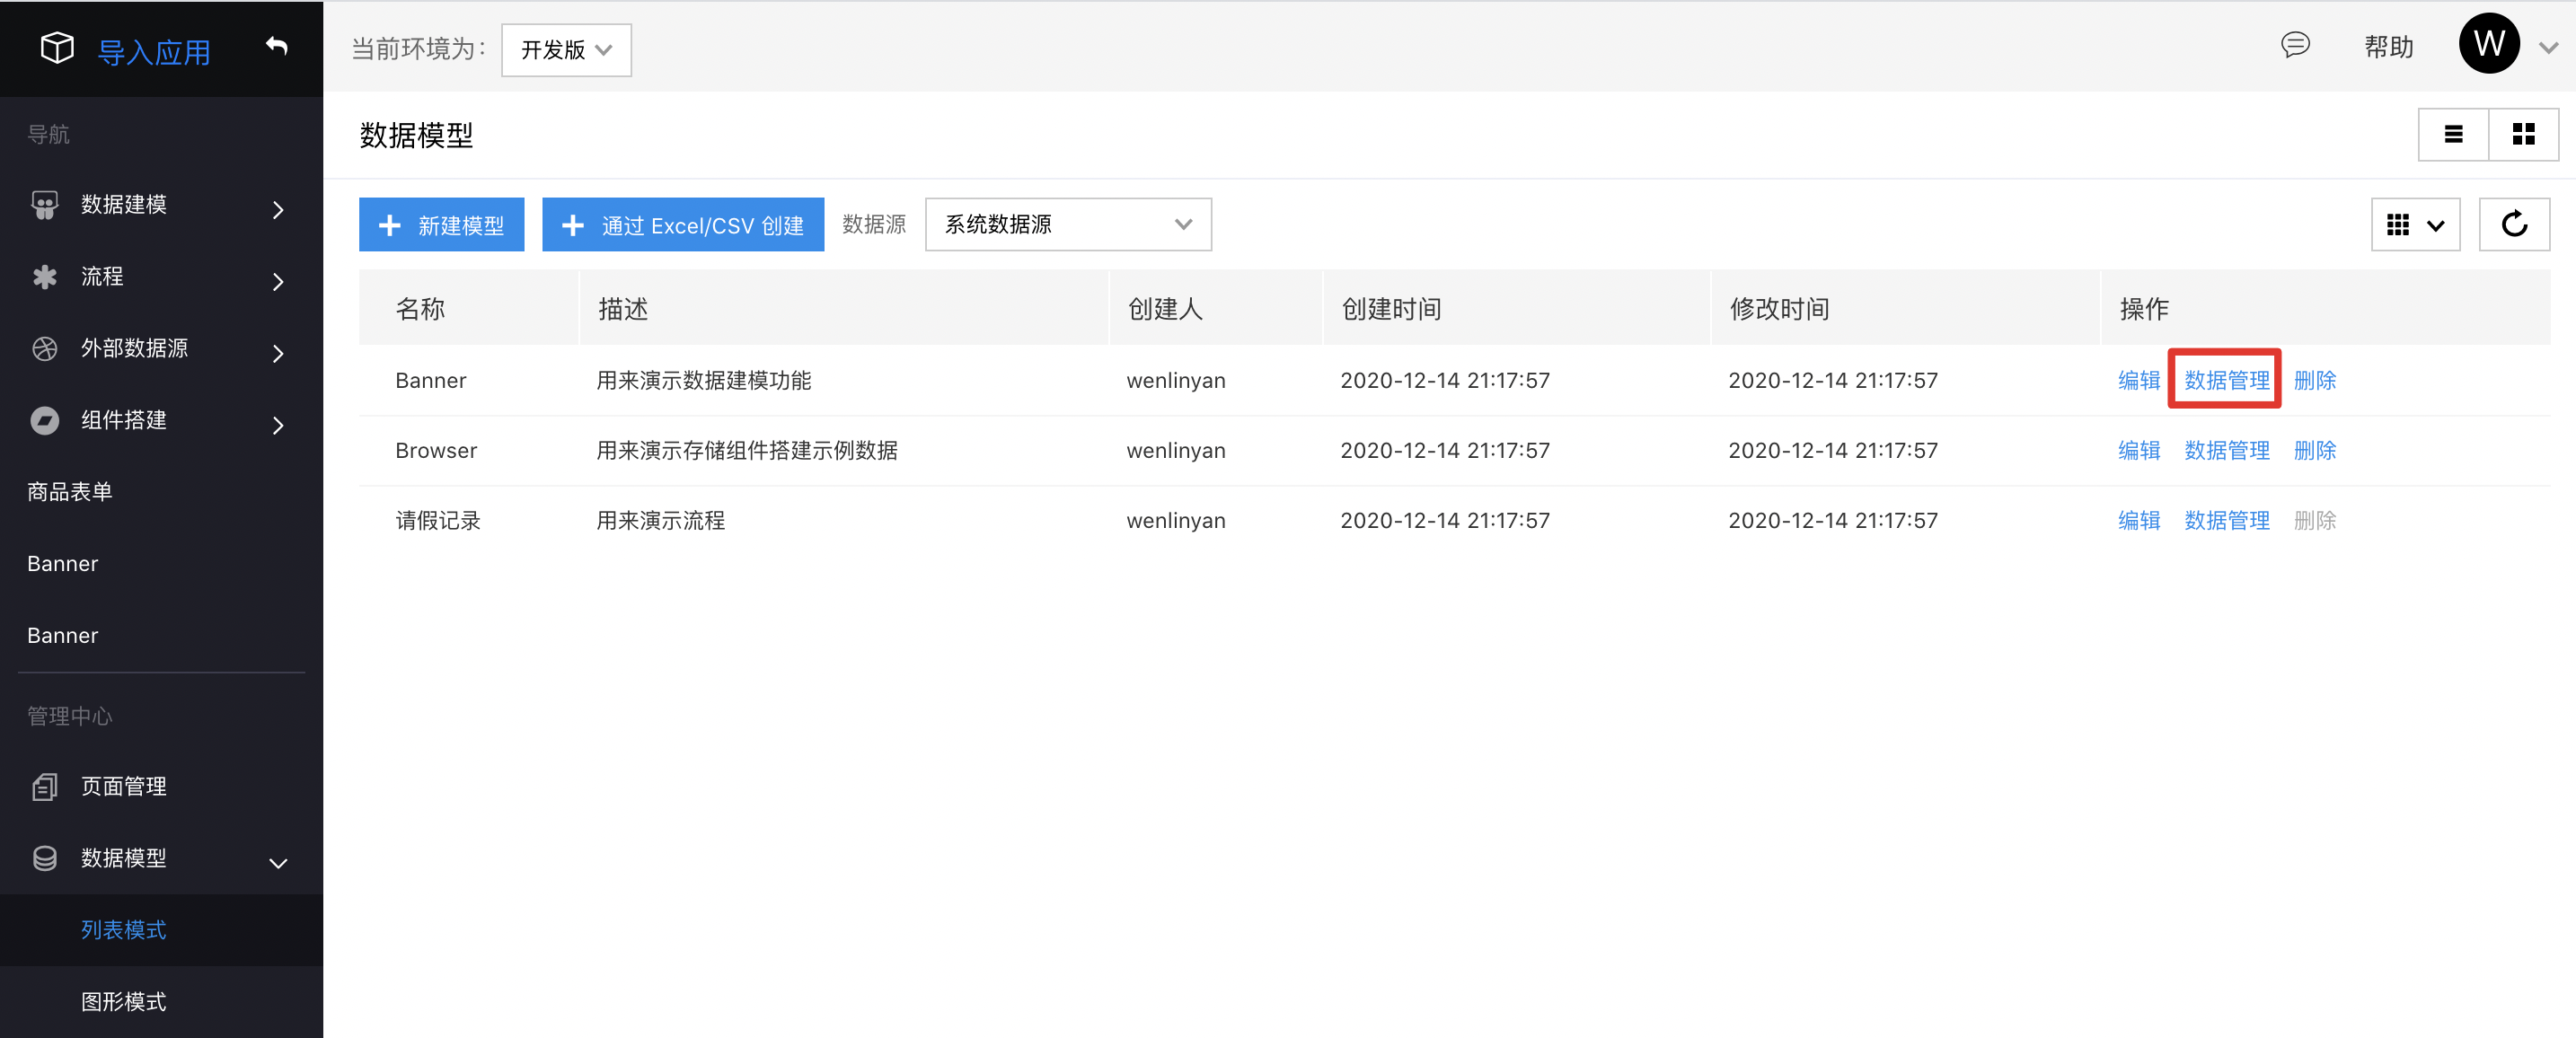 导入应用
当前环境为：
开发版
帮助
W
导航
数据建模
流程
外部数据源
组件搭建
商品表单
Banner
Banner
管理中心
页面管理
数据模型
列表模式
图形模式
数据模型
新建模型
通过 Excel/CSV 创建
数据源
系统数据源
名称 描述 创建人 创建时间 修改时间 操作
Banner 用来演示数据建模功能 wenlinyan 2020-12-14 21:17:57 2020-12-14 21:17:57 编辑 数据管理 删除
Browser 用来演示存储组件搭建示例数据 wenlinyan 2020-12-14 21:17:57 2020-12-14 21:17:57 编辑 数据管理 删除
请假记录 用来演示流程 wenlinyan 2020-12-14 21:17:57 2020-12-14 21:17:57 编辑 数据管理 删除